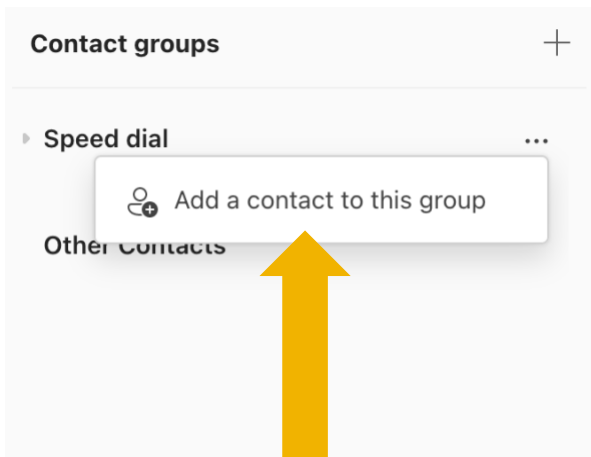 Contact groups
Speed dial
Add a contact to this group
Other Contacts